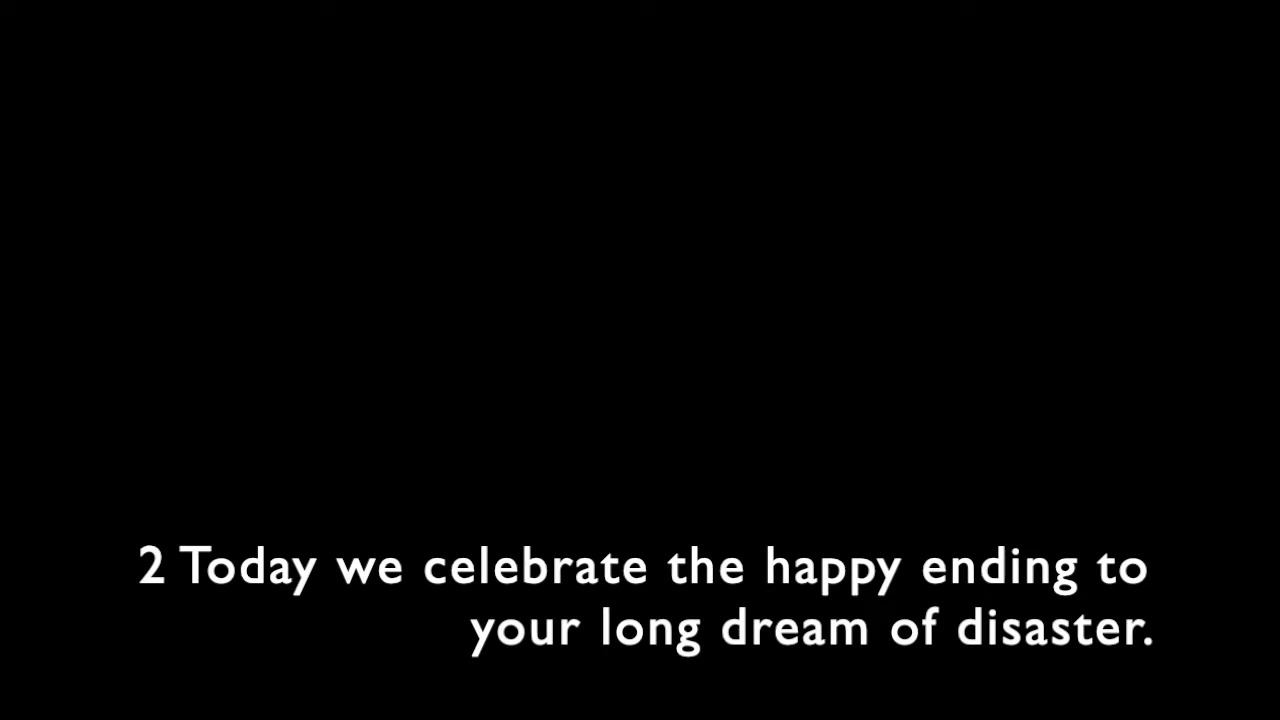 2 Today we celebrate the happy ending to
your long dream of disaster.